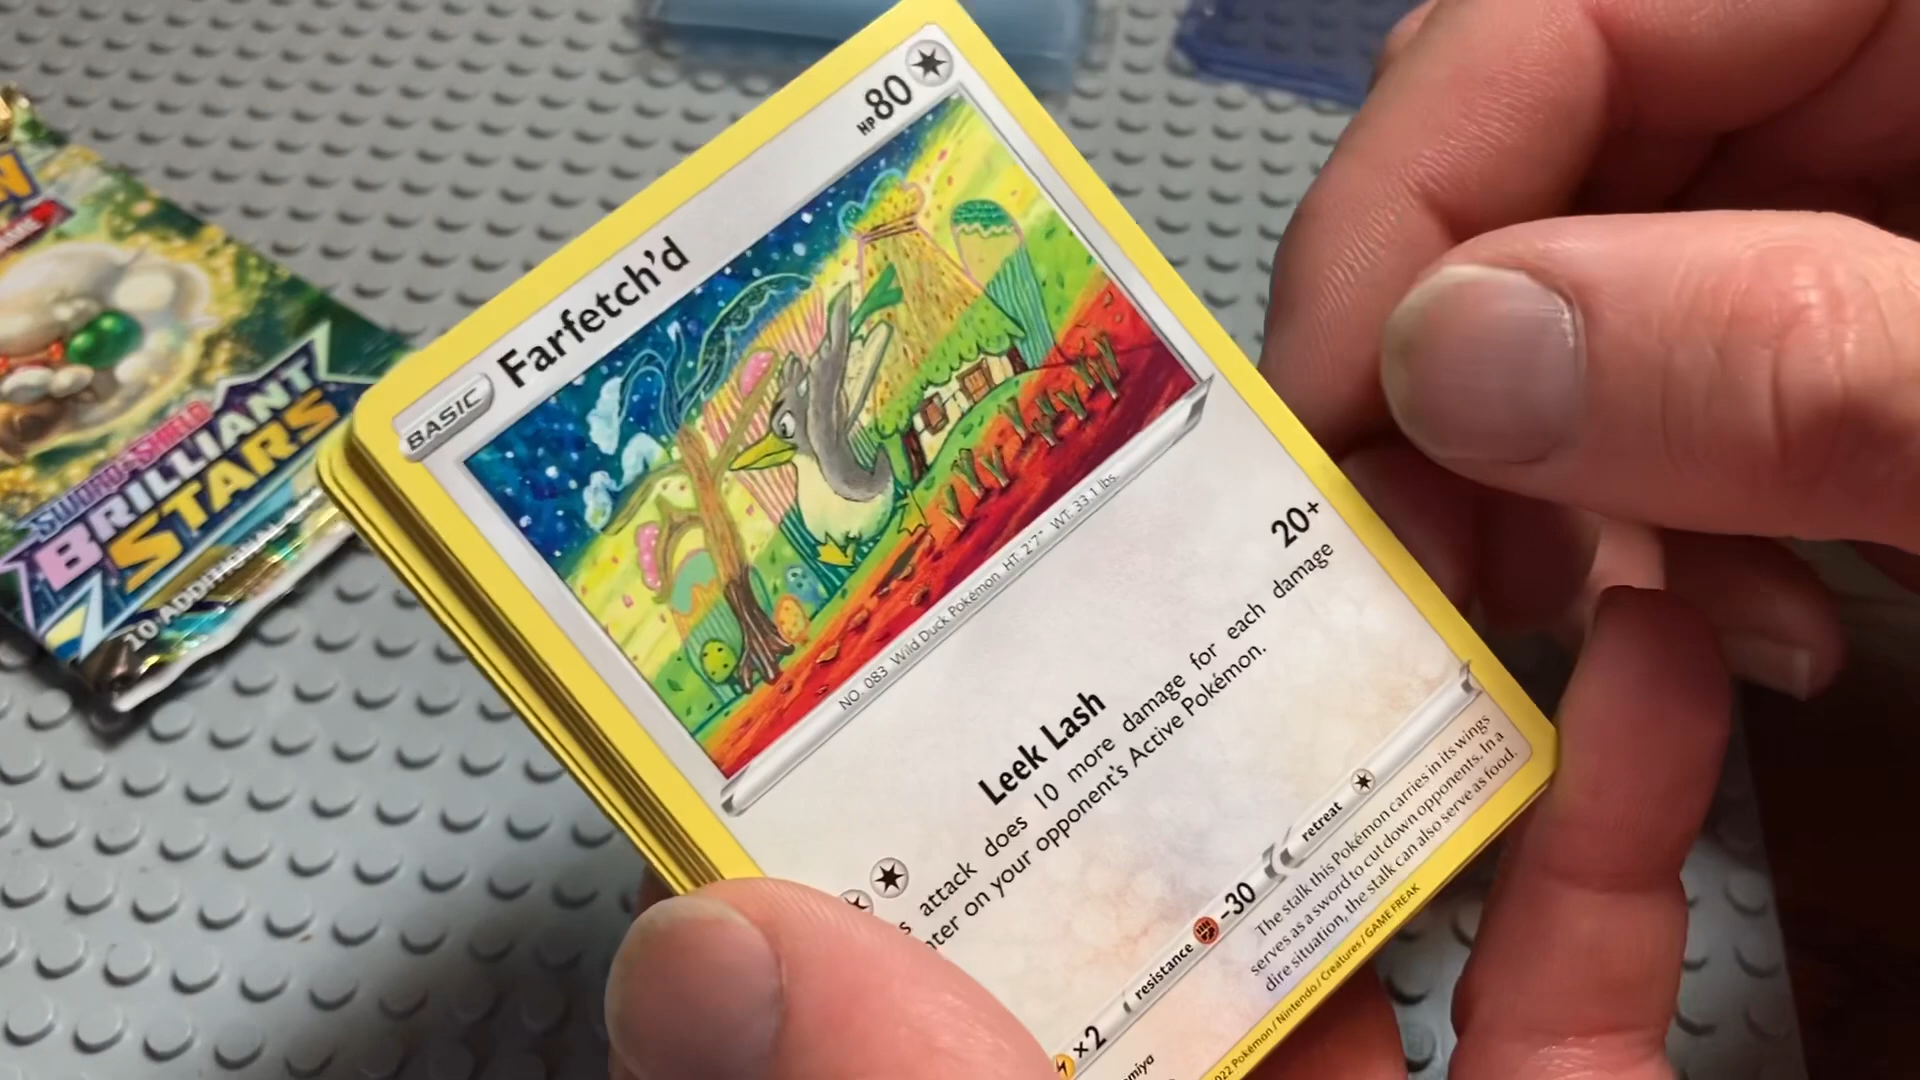 SWORD & SHIELD
BRILLIANT
STARS
10 ADDITIONAL
BASIC
Farfetch'd
HP 80
NO. 083 Wild Duck Pokémon HT. 2'7" WT. 33.1 lbs.
Leek Lash 20+
attack does 10 more damage for each damage
on your opponent's Active Pokémon.
×2
resistance -30
retreat
The stalk this Pokémon carries in its wings
serves as a sword to cut down opponents. In a
dire situation, the stalk can also serve as food.
Pokémon / Nintendo / Creatures / GAME FREAK